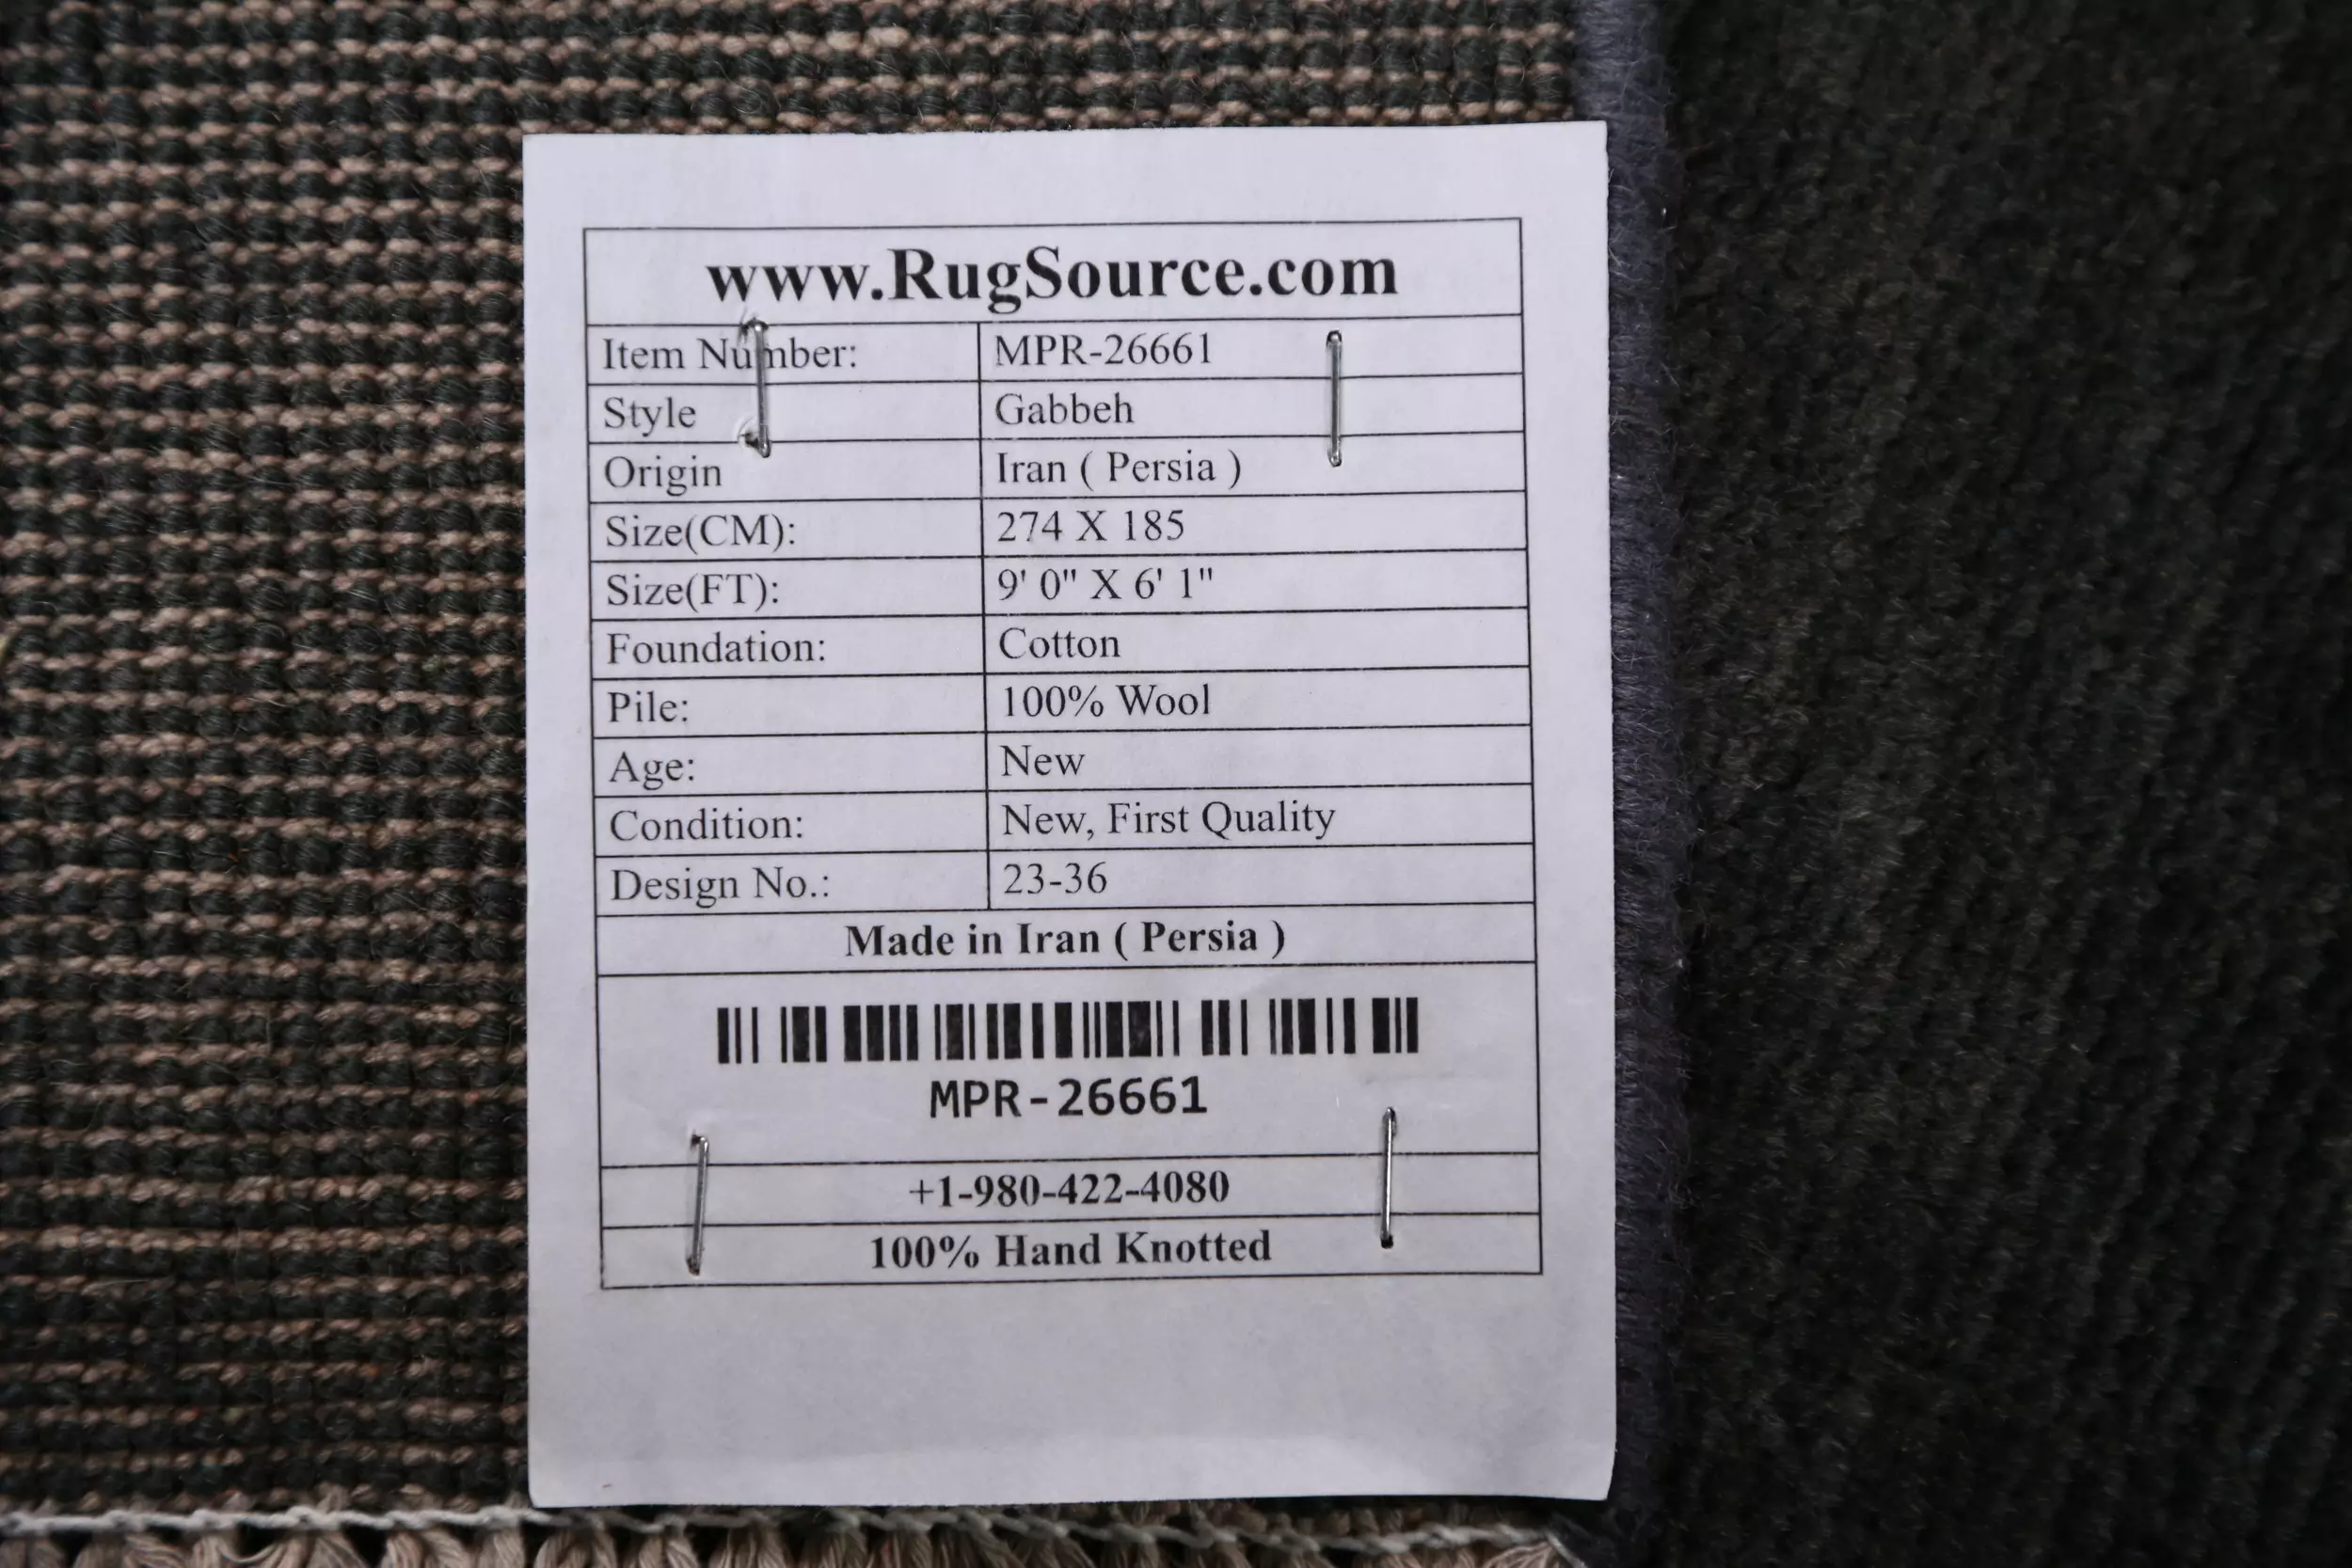 www.RugSource.com
Item Number: MPR-26661
Style Gabbeh
Origin Iran ( Persia )
Size(CM): 274 X 185
Size(FT): 9' 0" X 6' 1"
Foundation: Cotton
Pile: 100% Wool
Age: New
Condition: New, First Quality
Design No.: 23-36
Made in Iran ( Persia )
MPR-26661
+1-980-422-4080
100% Hand Knotted